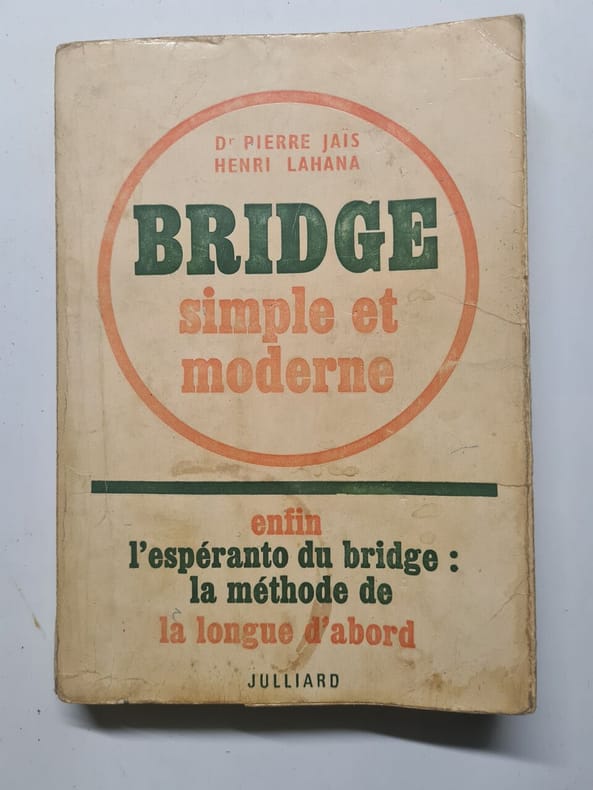 Dr PIERRE JAÏS
HENRI LAHANA
BRIDGE
simple et
moderne
enfin
l'espéranto du bridge :
la méthode de
la longue d'abord
JULLIARD